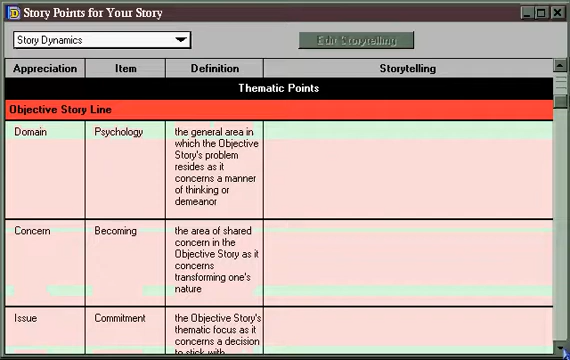 Story Points for Your Story
Story Dynamics
Edit Storytelling
Appreciation Item Definition Storytelling
Thematic Points
Objective Story Line
Domain Psychology the general area in
which the Objective
Story's problem
resides as it
concerns a manner
of thinking or
demeanor
Concern Becoming the area of shared
concern in the
Objective Story as it
concerns
transforming one's
nature
Issue Commitment the Objective Story's
thematic focus as it
concerns a decision
to stick with